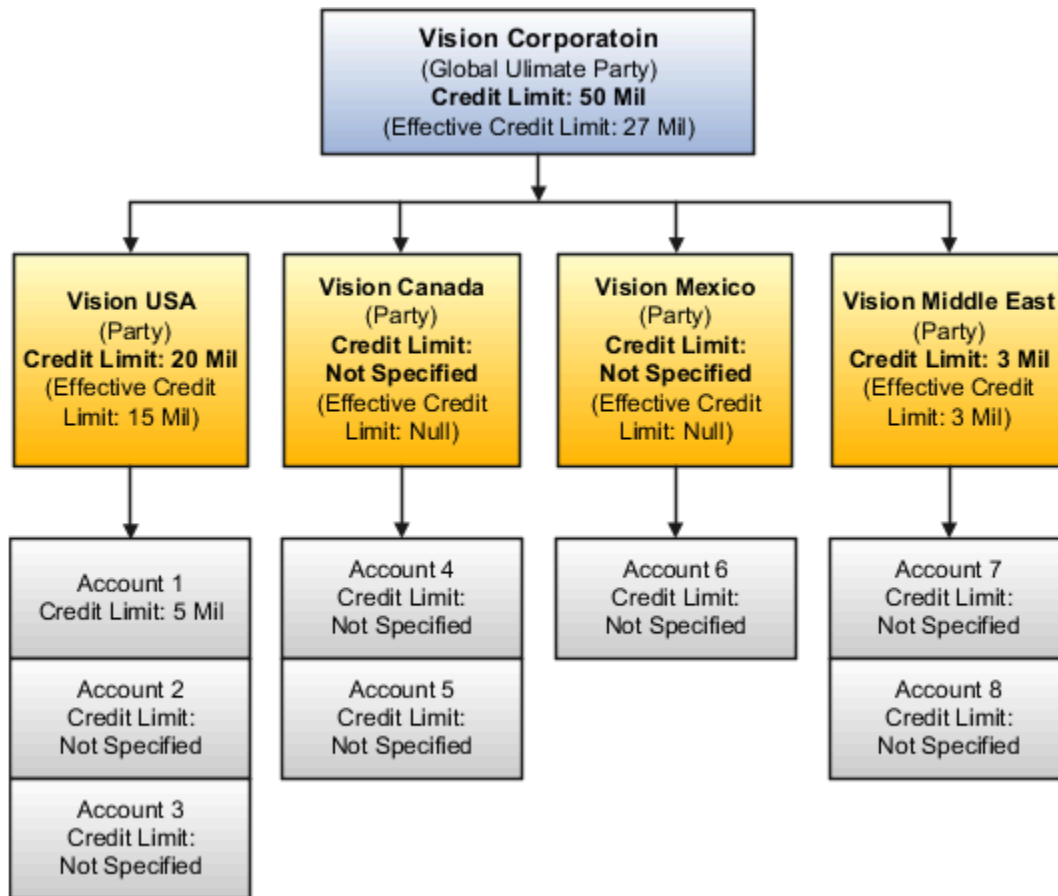 Vision Corporatoin
(Global Ulimate Party)
Credit Limit: 50 Mil
(Effective Credit Limit: 27 Mil)
Vision USA
(Party)
Credit Limit: 20 Mil
(Effective Credit
Limit: 15 Mil)
Vision Canada
(Party)
Credit Limit:
Not Specified
(Effective Credit
Limit: Null)
Vision Mexico
(Party)
Credit Limit:
Not Specified
(Effective Credit
Limit: Null)
Vision Middle East
(Party)
Credit Limit: 3 Mil
(Effective Credit
Limit: 3 Mil)
Account 1
Credit Limit: 5 Mil
Account 2
Credit Limit:
Not Specified
Account 3
Credit Limit:
Not Specified
Account 4
Credit Limit:
Not Specified
Account 5
Credit Limit:
Not Specified
Account 6
Credit Limit:
Not Specified
Account 7
Credit Limit:
Not Specified
Account 8
Credit Limit:
Not Specified